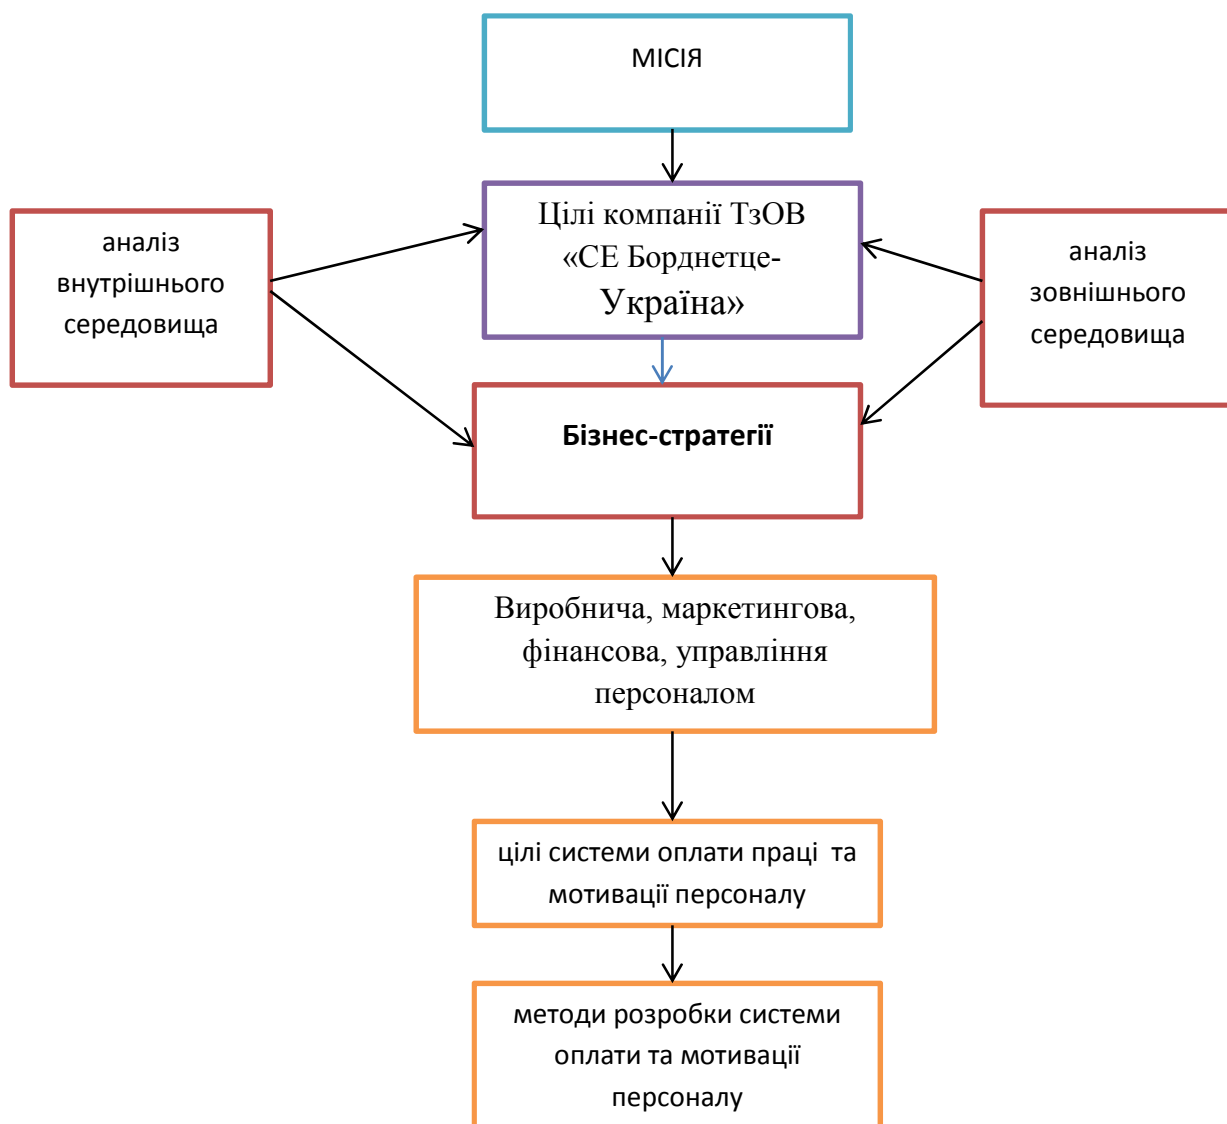 МІСІЯ
Цілі компанії ТзОВ
«СЕ Борднетце-
Україна»
аналіз
внутрішнього
середовища
аналіз
зовнішнього
середовища
Бізнес-стратегії
Виробнича, маркетингова,
фінансова, управління
персоналом
цілі системи оплати праці та
мотивації персоналу
методи розробки системи
оплати та мотивації
персоналу